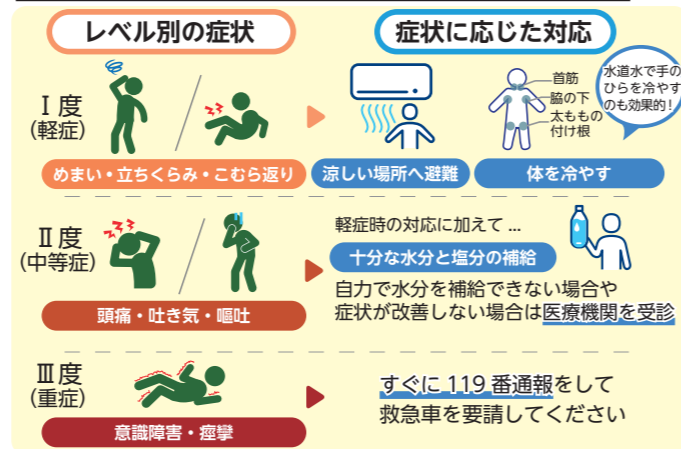 レベル別の症状
症状に応じた対応
Ⅰ度
(軽症)
めまい・立ちくらみ・こむら返り
涼しい場所へ避難
首筋
脇の下
太ももの
付け根
水道水で手の
ひらを冷やす
のも効果的!
体を冷やす
Ⅱ度
(中等症)
頭痛・吐き気・嘔吐
軽症時の対応に加えて...
十分な水分と塩分の補給
自力で水分を補給できない場合や
症状が改善しない場合は医療機関を受診
Ⅲ度
(重症)
意識障害・痙攣
すぐに119番通報をして
救急車を要請してください